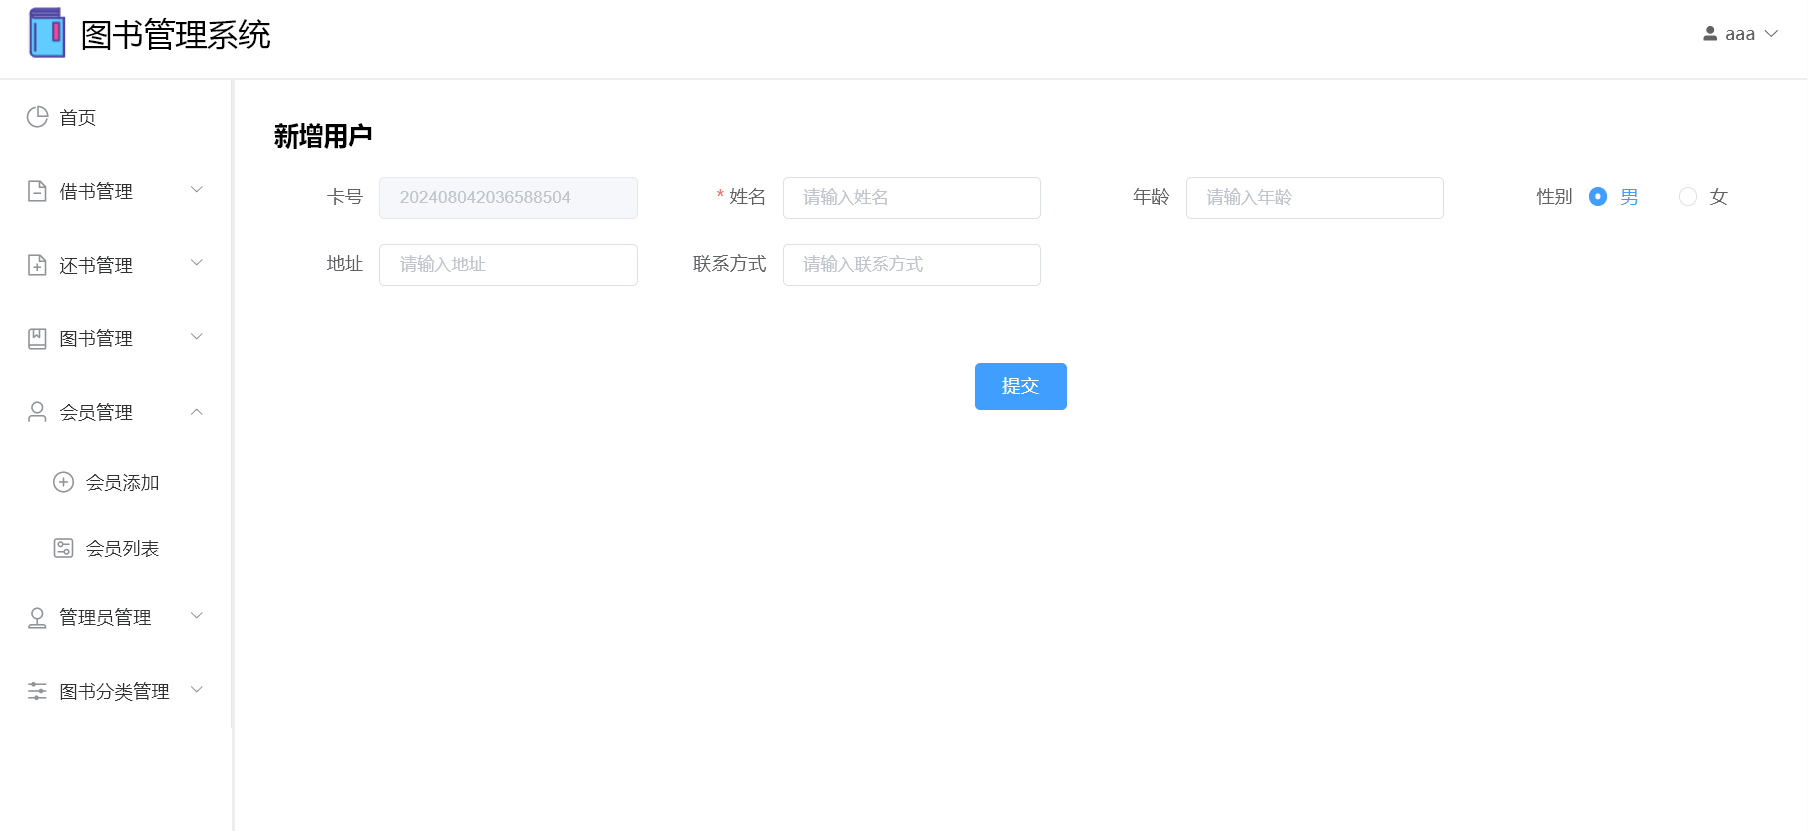 图书管理系统
aaa
首页
借书管理
还书管理
图书管理
会员管理
会员添加
会员列表
管理员管理
图书分类管理
新增用户
卡号 202408042036588504 * 姓名 请输入姓名 年龄 请输入年龄 性别 男 女
地址 请输入地址 联系方式 请输入联系方式
提交